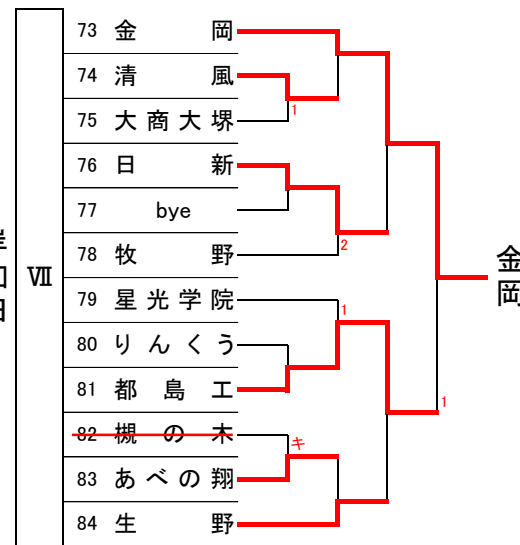 73 金岡
74 清風
1
75 大商大堺
76 日新
77 bye
2
78 牧野
Ⅶ
金岡
79 星光学院
1
80 りんくう
81 都島工
1
82 槻の木
キ
83 あべの翔
84 生野